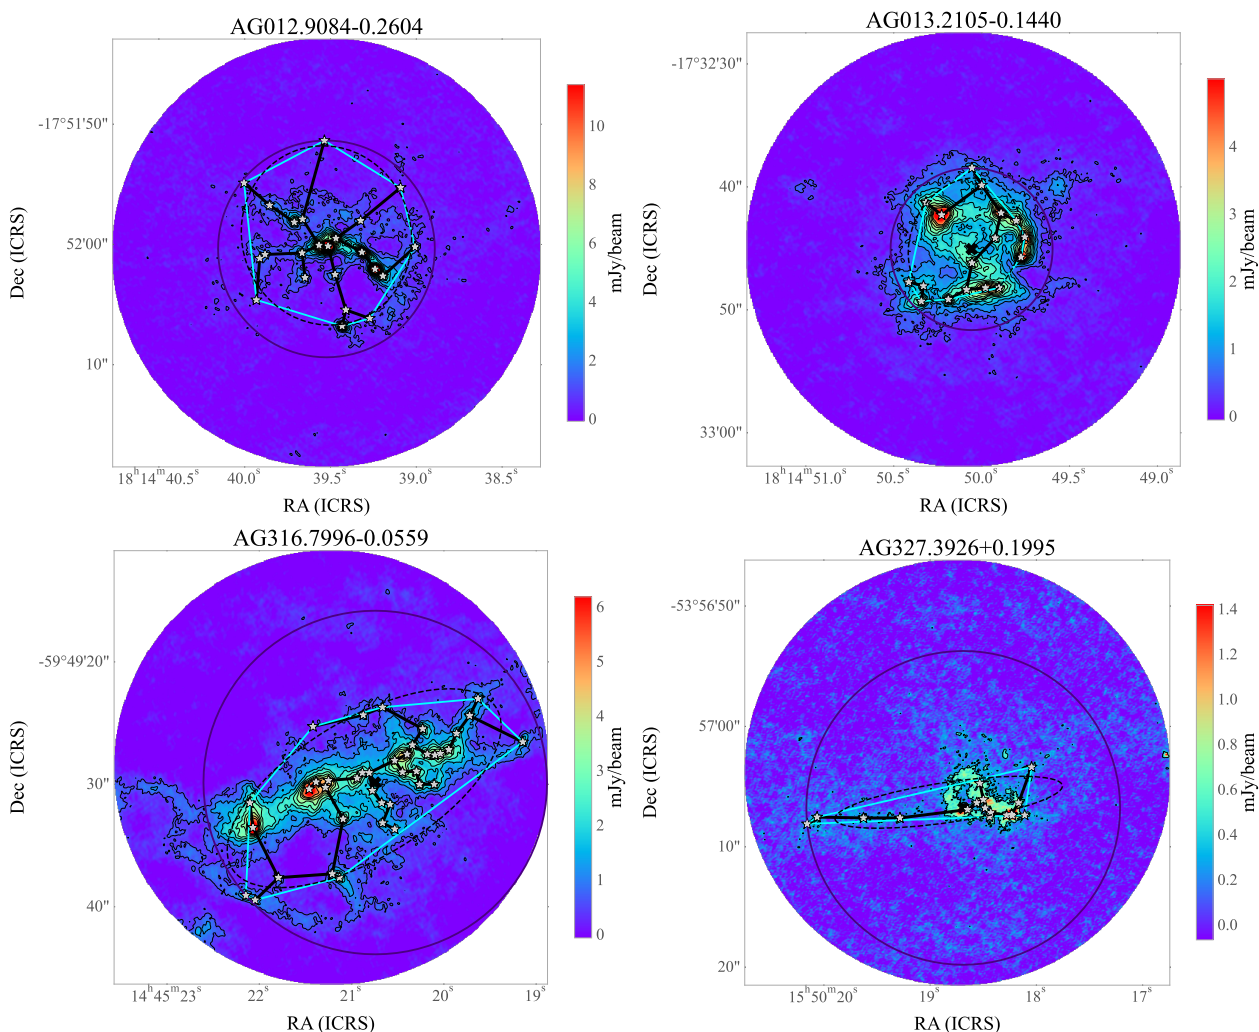 AG012.9084-0.2604
-17°51'50"
52'00"
10"
Dec (ICRS)
18ʰ14ᵐ40.5ˢ 40.0ˢ 39.5ˢ 39.0ˢ 38.5ˢ
RA (ICRS)
10
8
6
4
2
0
mJy/beam
AG013.2105-0.1440
-17°32'30"
40"
50"
33'00"
Dec (ICRS)
18ʰ14ᵐ51.0ˢ 50.5ˢ 50.0ˢ 49.5ˢ 49.0ˢ
RA (ICRS)
4
3
2
1
0
mJy/beam
AG316.7996-0.0559
-59°49'20"
30"
40"
Dec (ICRS)
14ʰ45ᵐ23ˢ 22ˢ 21ˢ 20ˢ 19ˢ
RA (ICRS)
6
5
4
3
2
1
0
mJy/beam
AG327.3926+0.1995
-53°56'50"
57'00"
10"
20"
Dec (ICRS)
15ʰ50ᵐ20ˢ 19ˢ 18ˢ 17ˢ
RA (ICRS)
1.4
1.2
1.0
0.8
0.6
0.4
0.2
0.0
mJy/beam